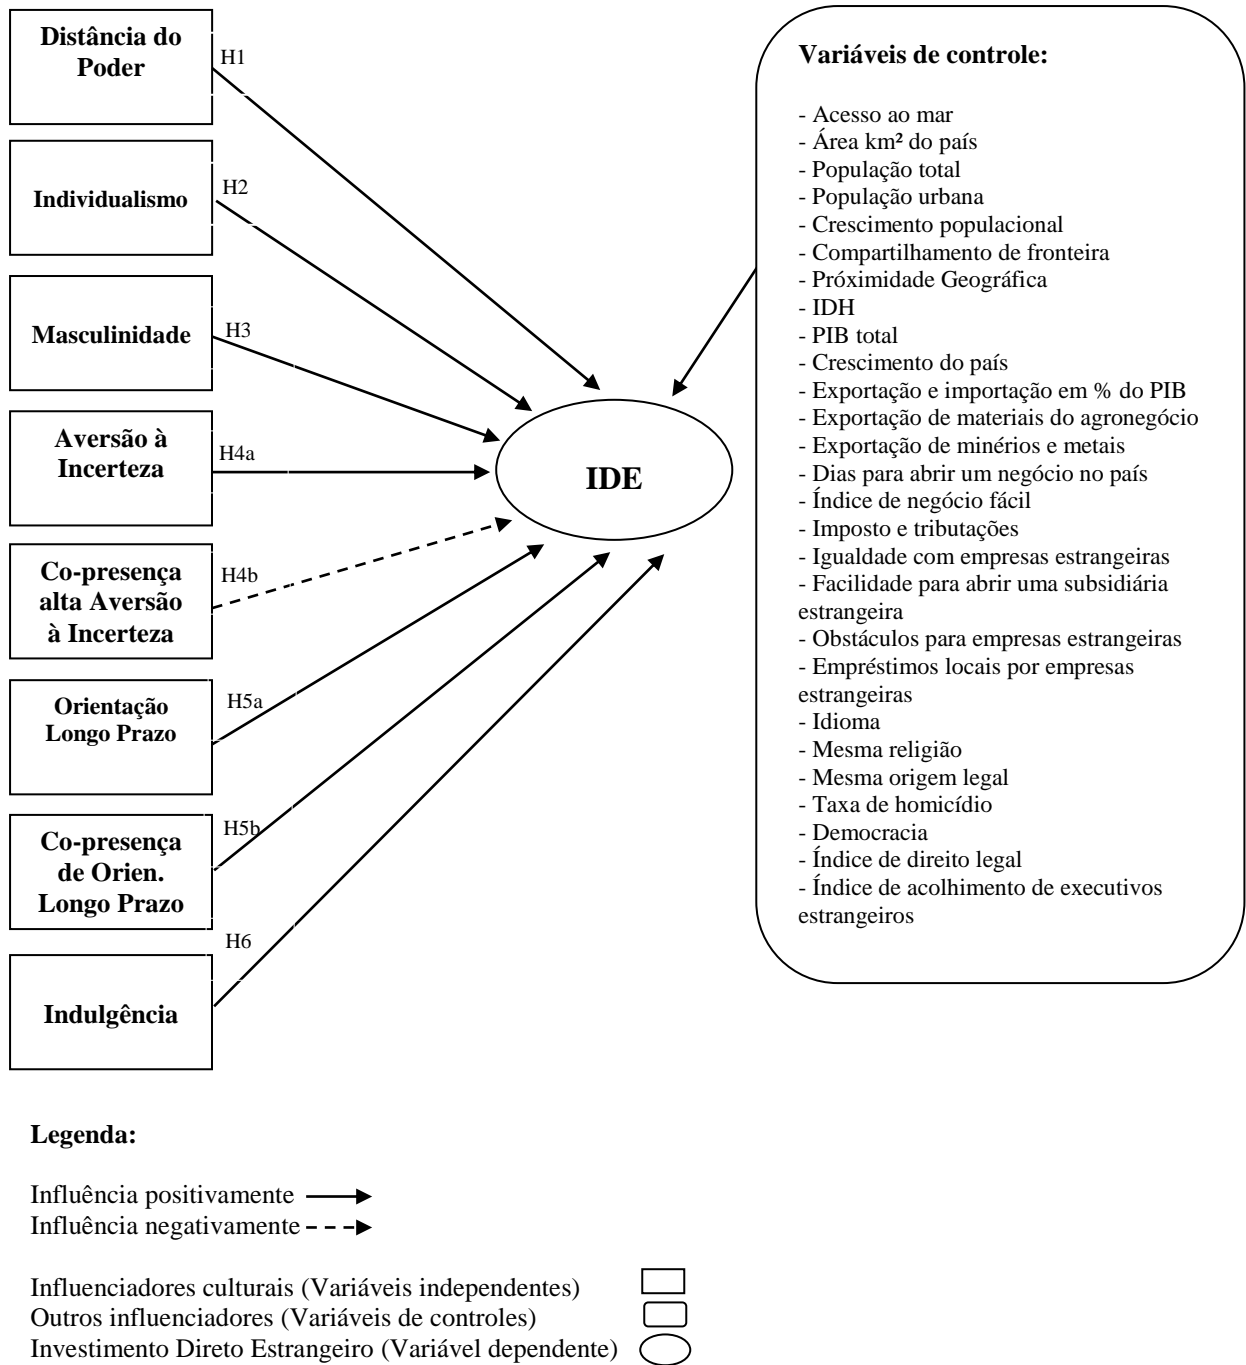 Distância do
Poder
H1
Individualismo
H2
Masculinidade
H3
Aversão à
Incerteza
H4a
Co-presença
alta Aversão
à Incerteza
H4b
Orientação
Longo Prazo
H5a
Co-presença
de Orien.
Longo Prazo
H5b
Indulgência
H6
IDE
Variáveis de controle:
- Acesso ao mar
- Área km² do país
- População total
- População urbana
- Crescimento populacional
- Compartilhamento de fronteira
- Próximidade Geográfica
- IDH
- PIB total
- Crescimento do país
- Exportação e importação em % do PIB
- Exportação de materiais do agronegócio
- Exportação de minérios e metais
- Dias para abrir um negócio no país
- Índice de negócio fácil
- Imposto e tributações
- Igualdade com empresas estrangeiras
- Facilidade para abrir uma subsidiária
estrangeira
- Obstáculos para empresas estrangeiras
- Empréstimos locais por empresas
estrangeiras
- Idioma
- Mesma religião
- Mesma origem legal
- Taxa de homicídio
- Democracia
- Índice de direito legal
- Índice de acolhimento de executivos
estrangeiros
Legenda:
Influência positivamente
Influência negativamente
Influenciadores culturais (Variáveis independentes)
Outros influenciadores (Variáveis de controles)
Investimento Direto Estrangeiro (Variável dependente)